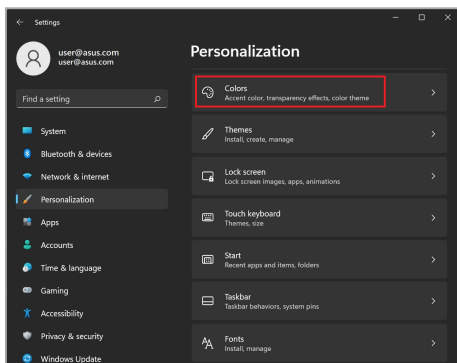 Settings
user@asus.com
user@asus.com
Find a setting
System
Bluetooth & devices
Network & internet
Personalization
Apps
Accounts
Time & language
Gaming
Accessibility
Privacy & security
Windows Update
Personalization
Colors
Accent color, transparency effects, color theme
Themes
Install, create, manage
Lock screen
Lock screen images, apps, animations
Touch keyboard
Themes, size
Start
Recent apps and items, folders
Taskbar
Taskbar behaviors, system pins
Fonts
Install, manage